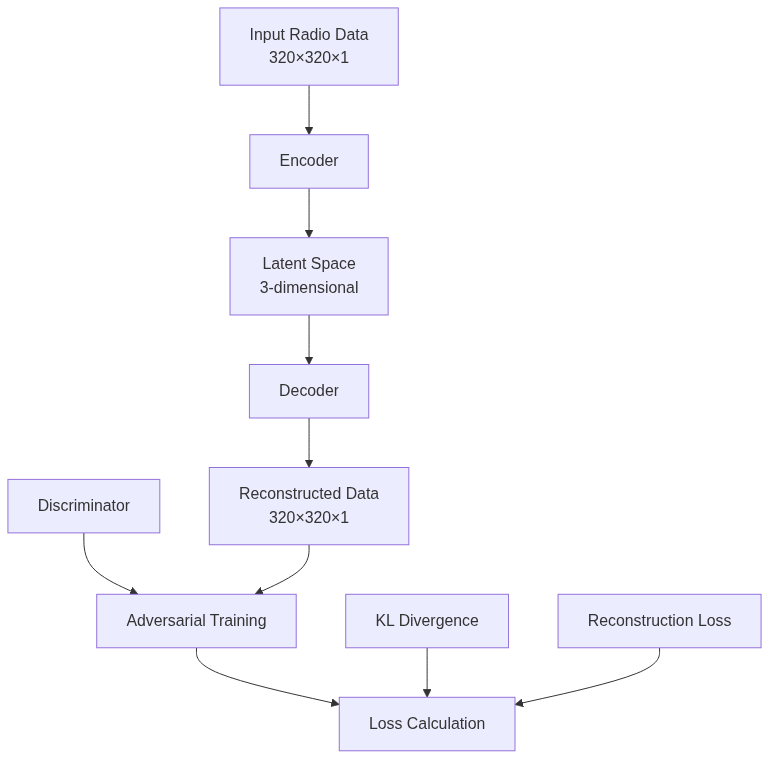 Input Radio Data
320×320×1
Encoder
Latent Space
3-dimensional
Decoder
Reconstructed Data
320×320×1
Discriminator
Adversarial Training
KL Divergence
Reconstruction Loss
Loss Calculation